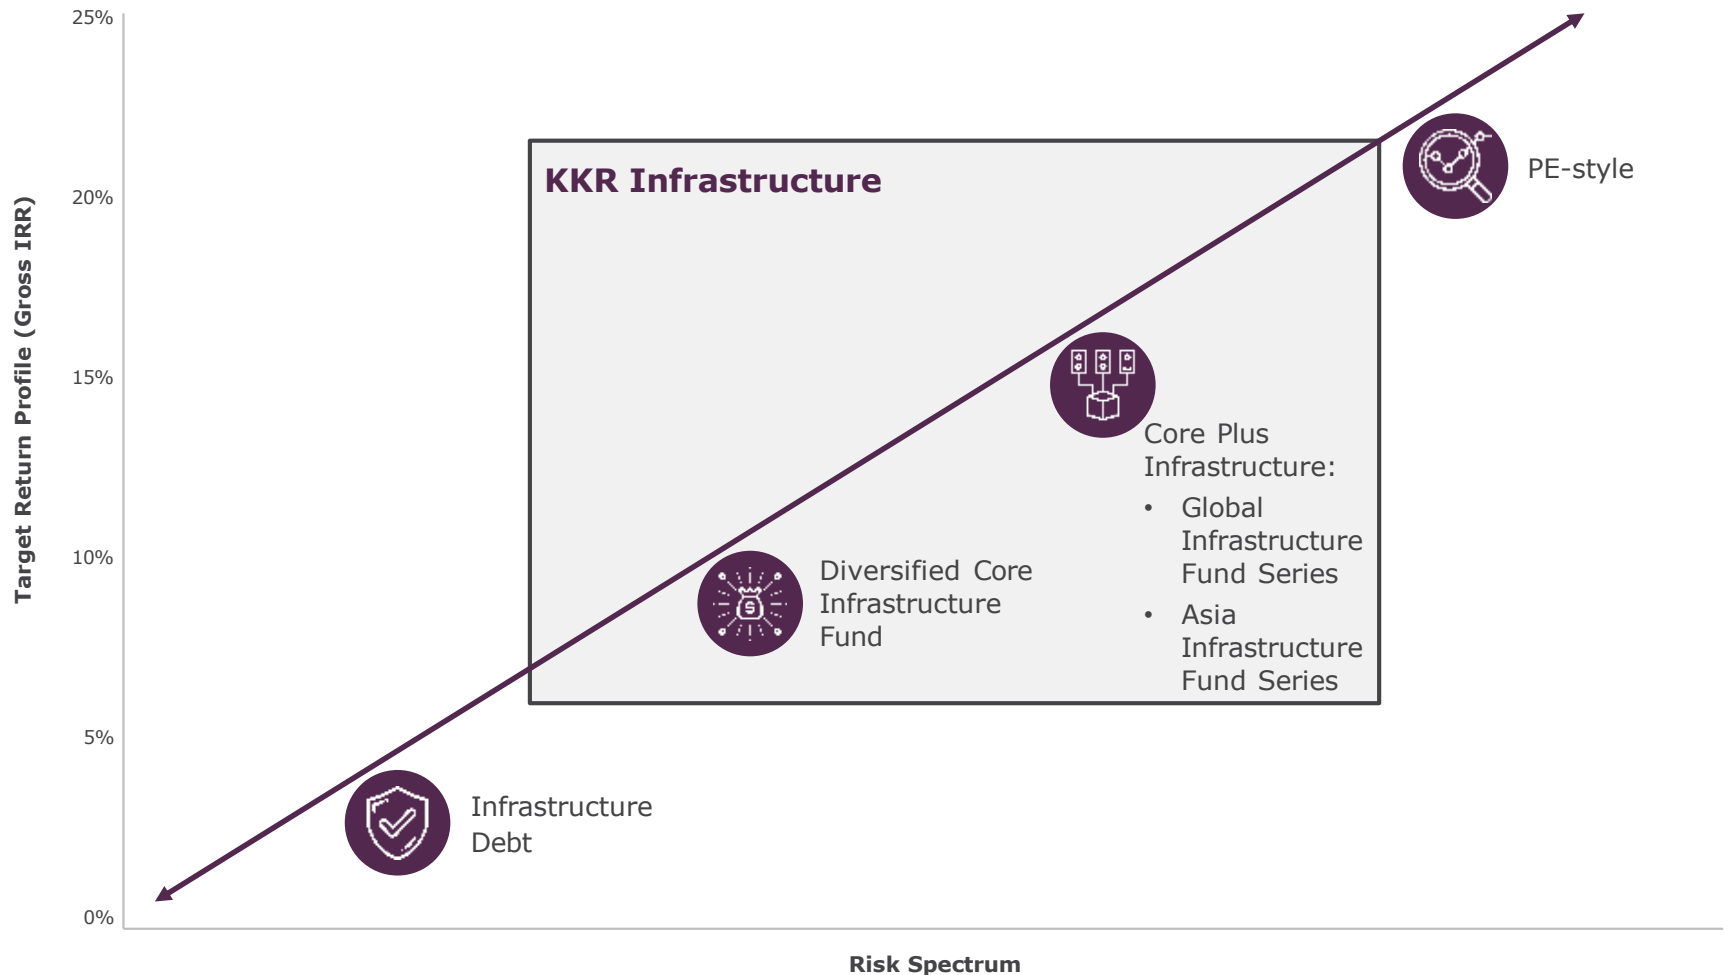 25%
20%
15%
10%
5%
0%
Target Return Profile (Gross IRR)
KKR Infrastructure
PE-style
Core Plus
Infrastructure:
• Global
Infrastructure
Fund Series
• Asia
Infrastructure
Fund Series
Diversified Core
Infrastructure
Fund
$
Infrastructure
Debt
Risk Spectrum